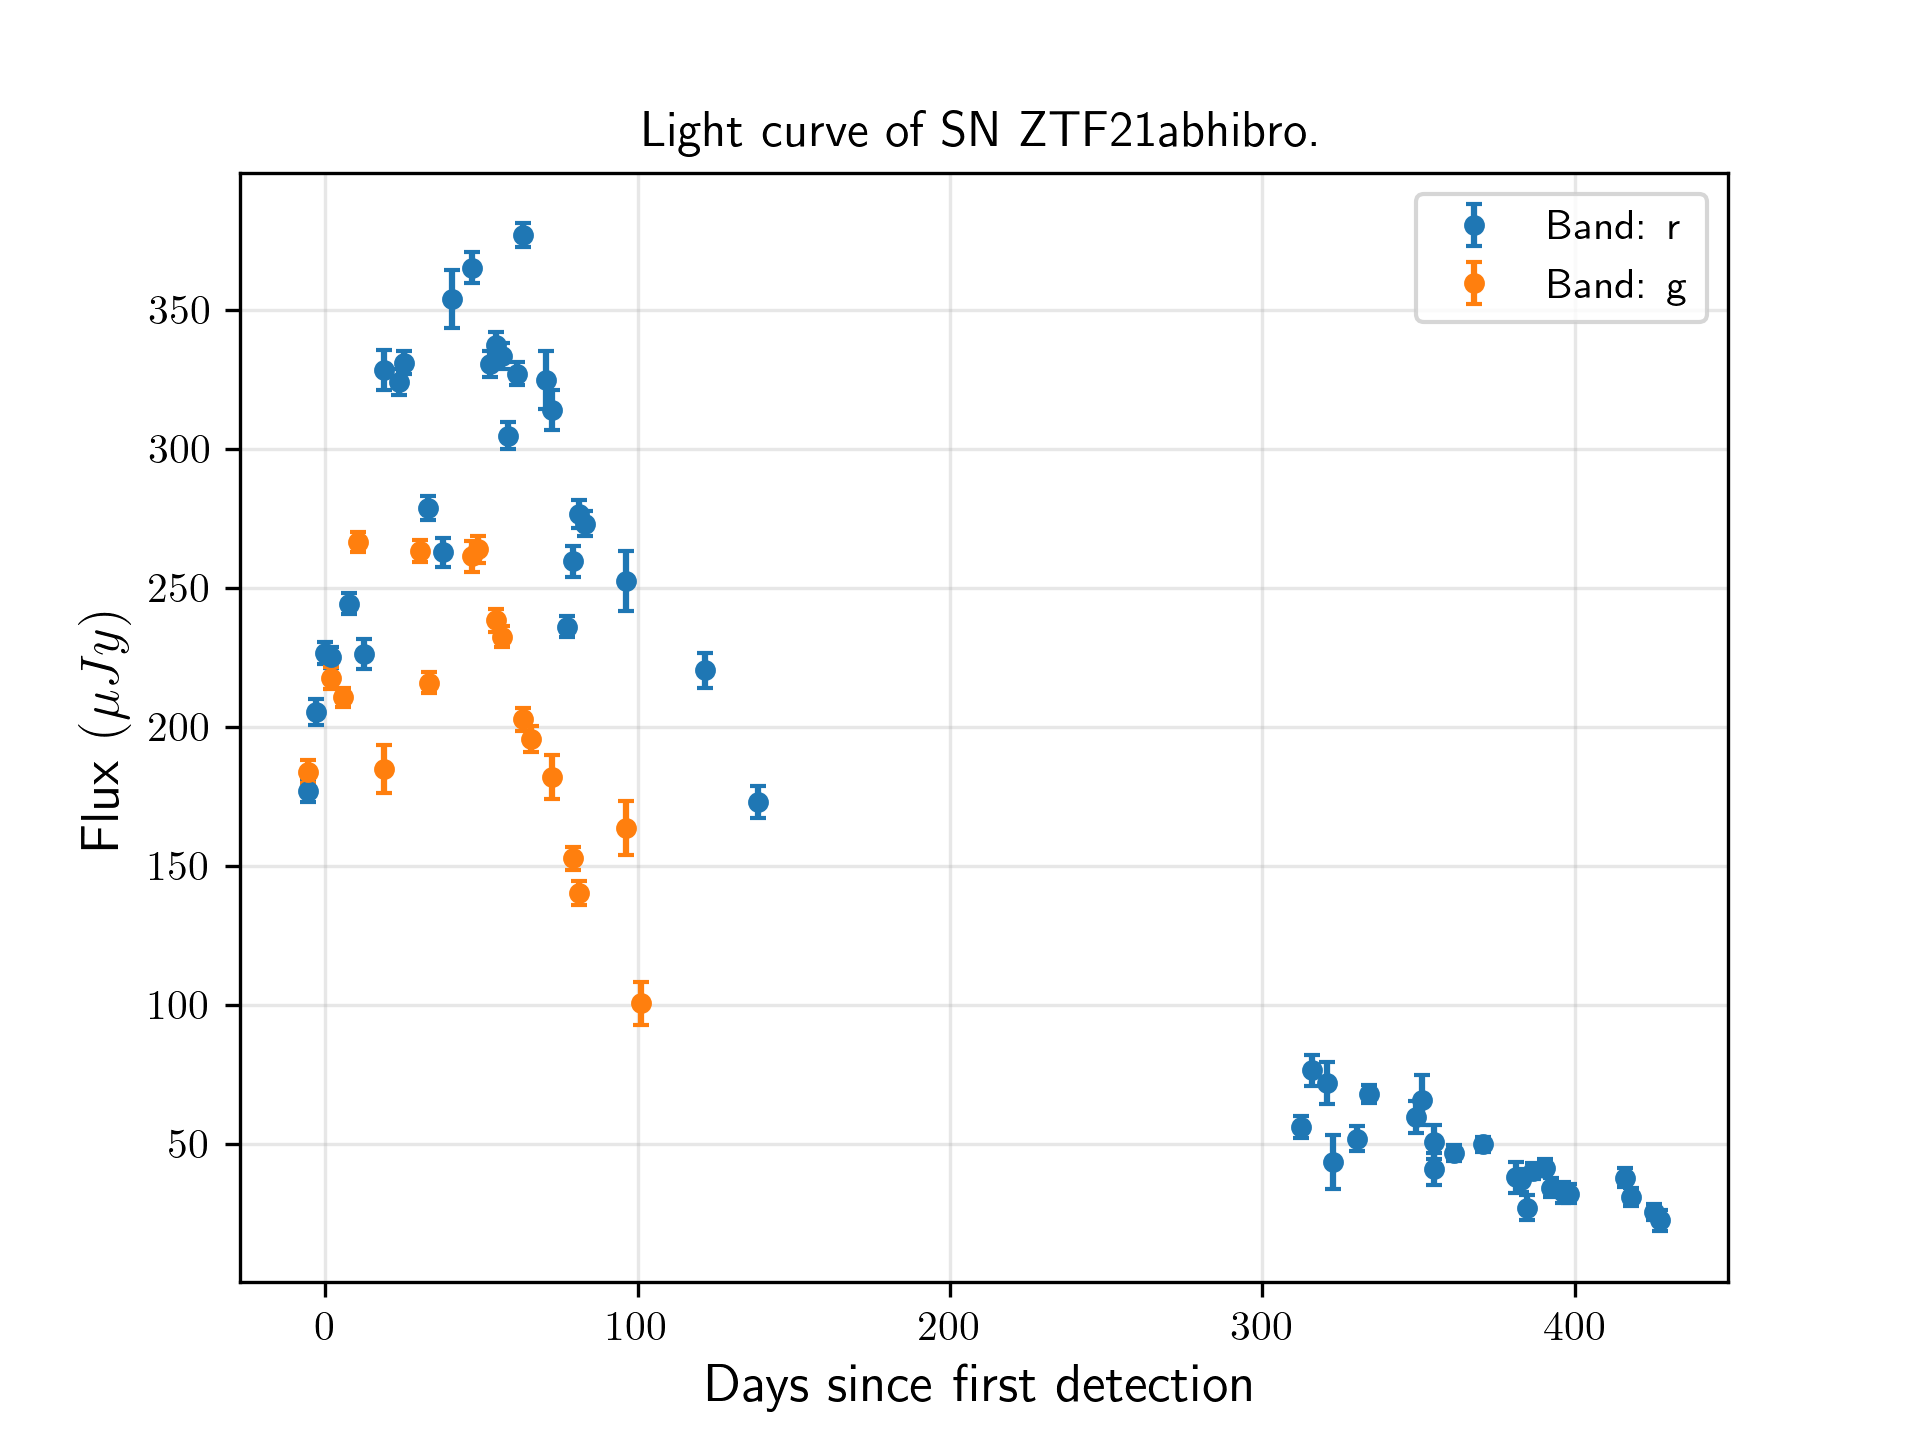 Light curve of SN ZTF21abhibro.
Band: r
Band: g
Flux (μJy)
350
300
250
200
150
100
50
0 100 200 300 400
Days since first detection